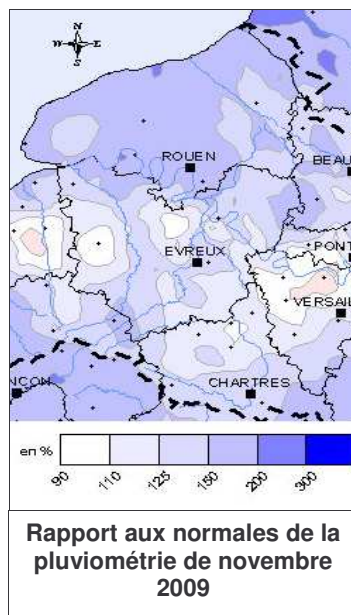 N
W E
S
ROUEN
BEAU
EVREUX
PONT
VERSAIL
NCON
CHARTRES
en %
90 110 125 150 200 300
Rapport aux normales de la
pluviométrie de novembre
2009